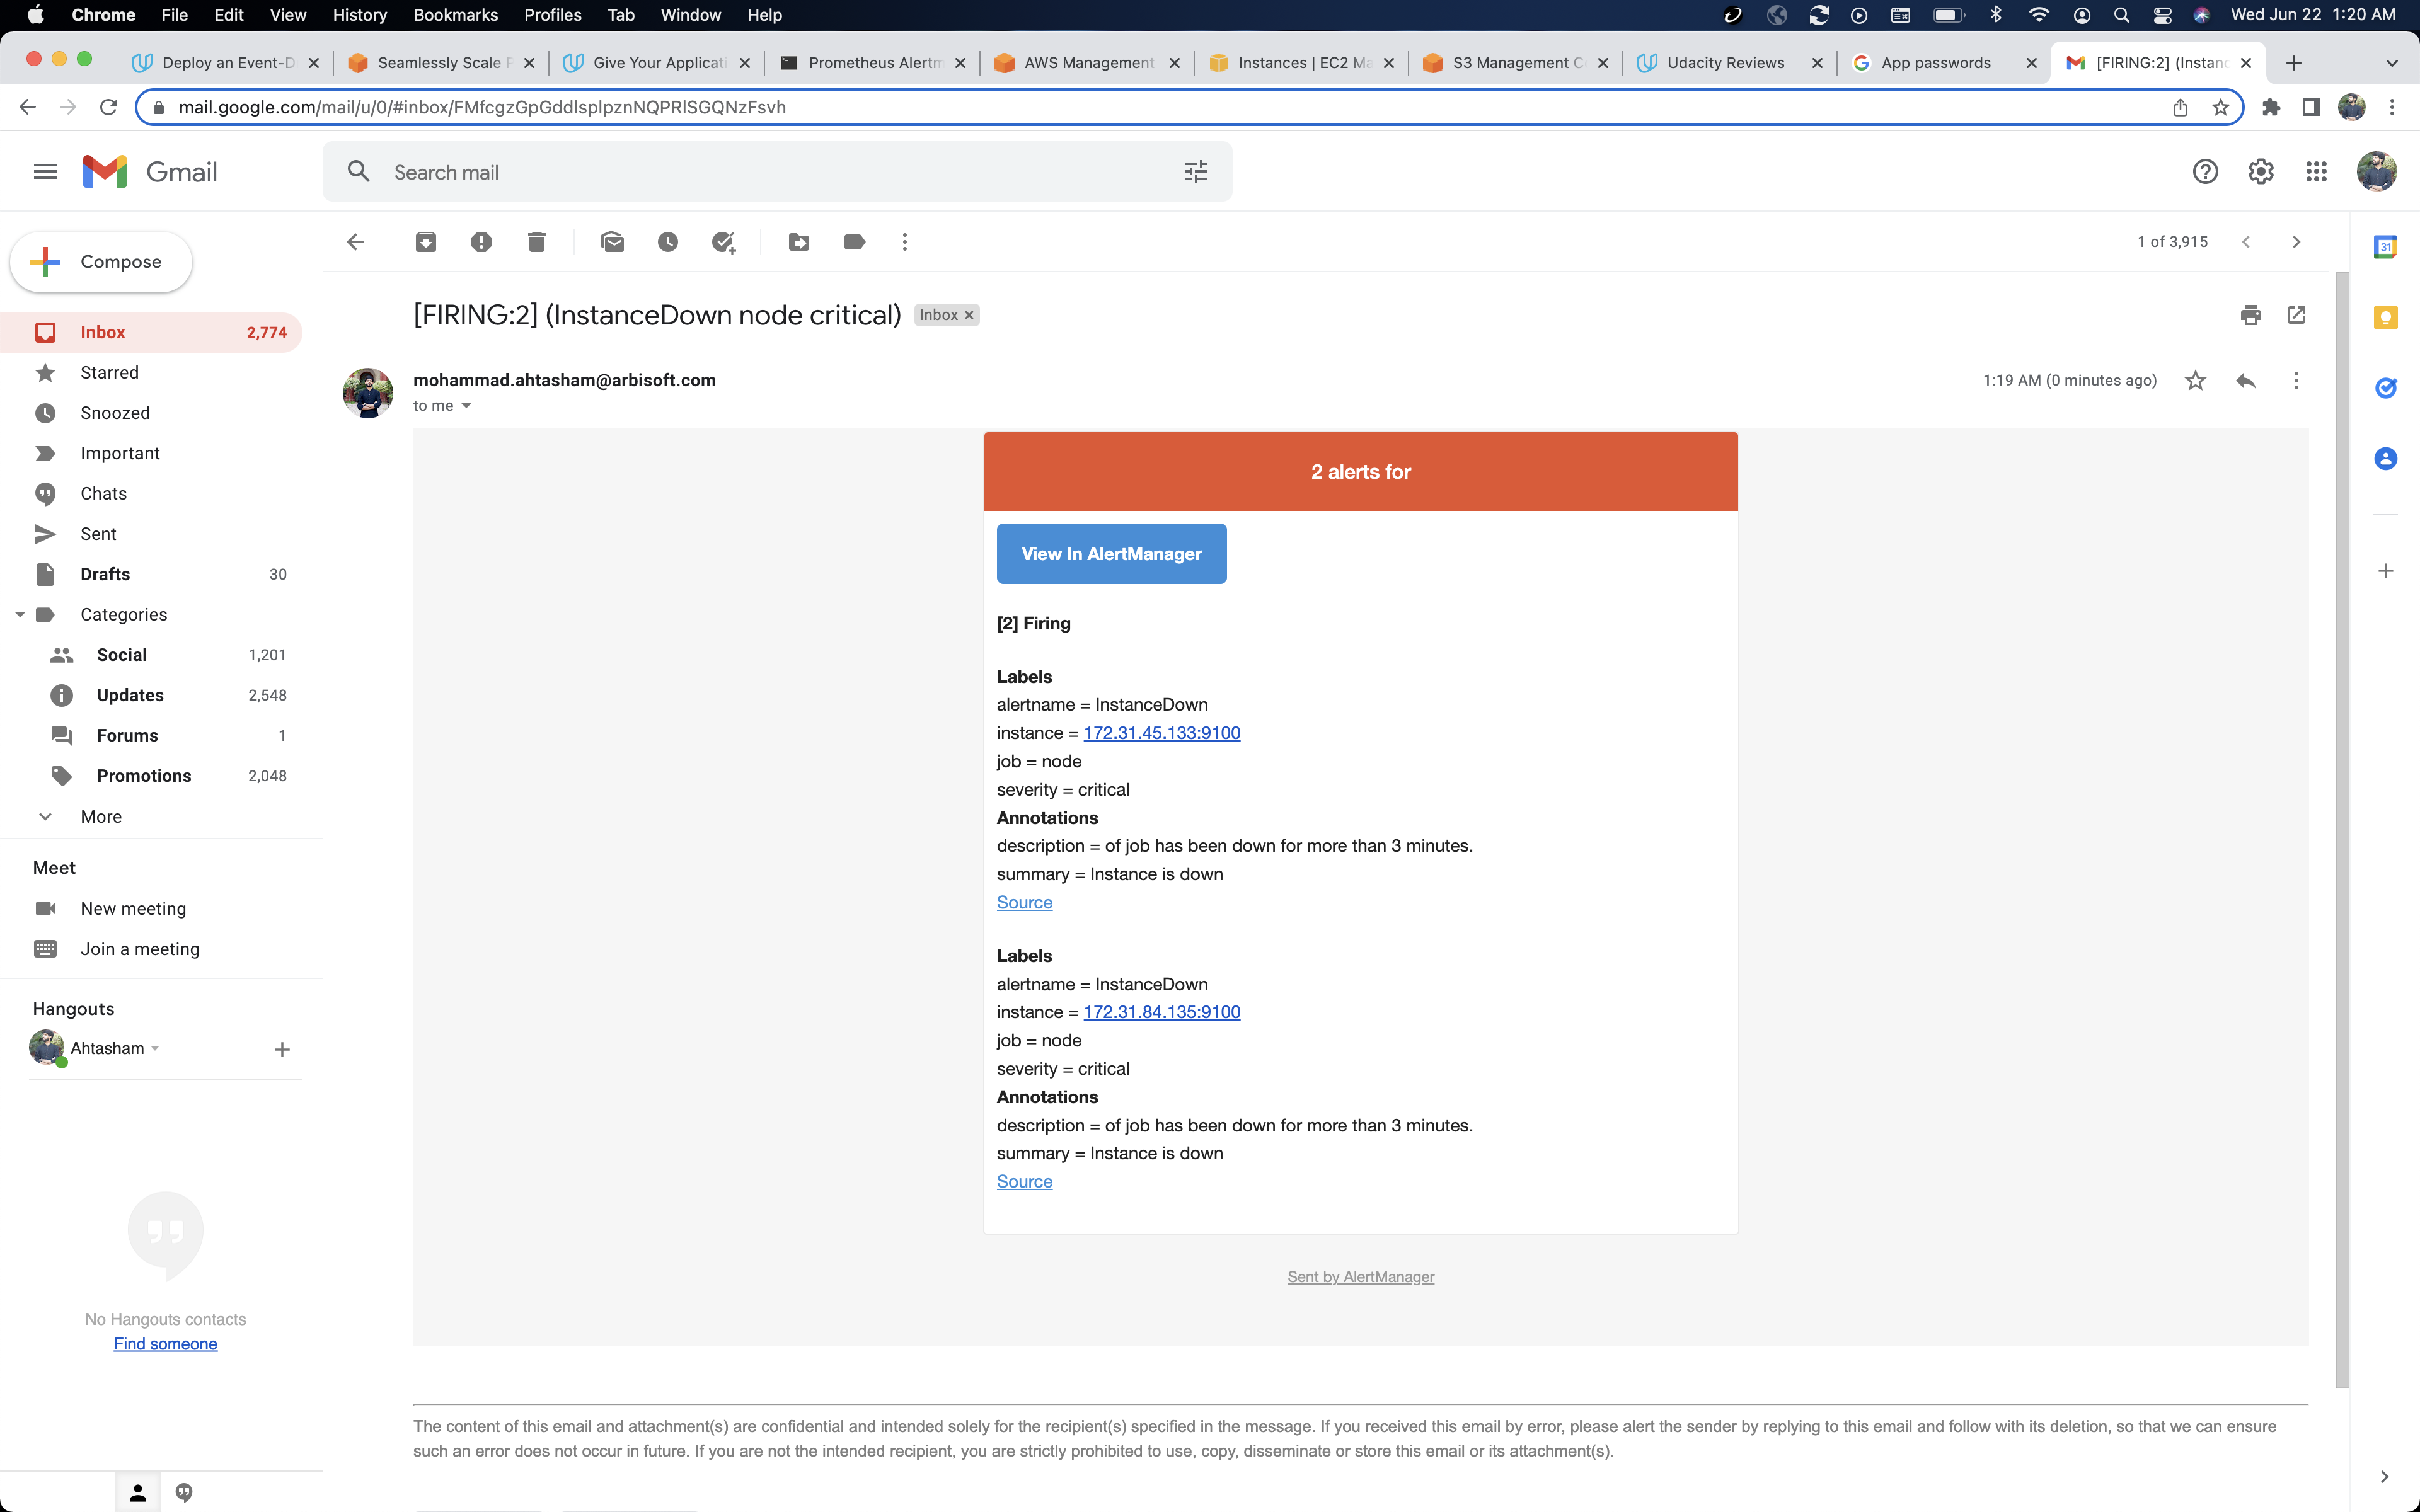 Chrome File Edit View History Bookmarks Profiles Tab Window Help Wed Jun 22 1:20 AM
Deploy an Event-D Seamlessly Scale Give Your Applicati Prometheus Alertm AWS Management Instances | EC2 Ma S3 Management C Udacity Reviews App passwords [FIRING:2] (Instanc
mail.google.com/mail/u/0/#inbox/FMfcgzGpGddlsplpznNQPRlSGQNzFsvh
Gmail
Search mail
1 of 3,915
Compose
Inbox 2,774
Starred
Snoozed
Important
Chats
Sent
Drafts 30
Categories
Social 1,201
Updates 2,548
Forums 1
Promotions 2,048
More
Meet
New meeting
Join a meeting
Hangouts
Ahtasham
No Hangouts contacts
Find someone
[FIRING:2] (InstanceDown node critical) Inbox
mohammad.ahtasham@arbisoft.com 1:19 AM (0 minutes ago)
to me
2 alerts for
View In AlertManager
[2] Firing
Labels
alertname = InstanceDown
instance = 172.31.45.133:9100
job = node
severity = critical
Annotations
description = of job has been down for more than 3 minutes.
summary = Instance is down
Source
Labels
alertname = InstanceDown
instance = 172.31.84.135:9100
job = node
severity = critical
Annotations
description = of job has been down for more than 3 minutes.
summary = Instance is down
Source
Sent by AlertManager
The content of this email and attachment(s) are confidential and intended solely for the recipient(s) specified in the message. If you received this email by error, please alert the sender by replying to this email and follow with its deletion, so that we can ensure
such an error does not occur in future. If you are not the intended recipient, you are strictly prohibited to use, copy, disseminate or store this email or its attachment(s).
31